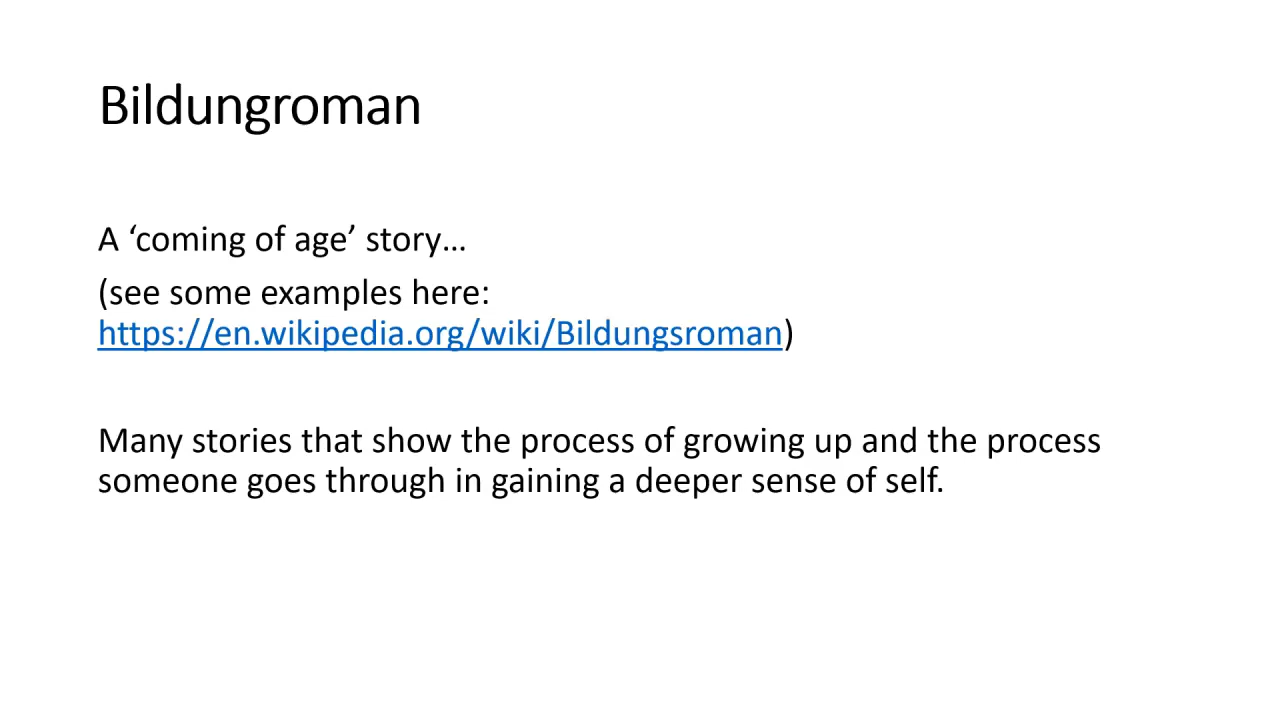 Bildungroman
A ‘coming of age’ story…
(see some examples here:
https://en.wikipedia.org/wiki/Bildungsroman)
Many stories that show the process of growing up and the process
someone goes through in gaining a deeper sense of self.